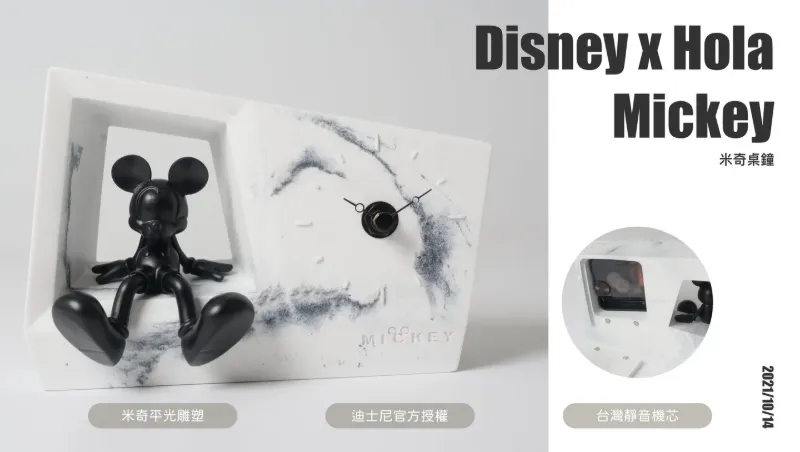 Disney x Hola
Mickey
米奇桌鐘
MICKEY
米奇平光雕塑
迪士尼官方授權
台灣靜音機芯
2021/10/14